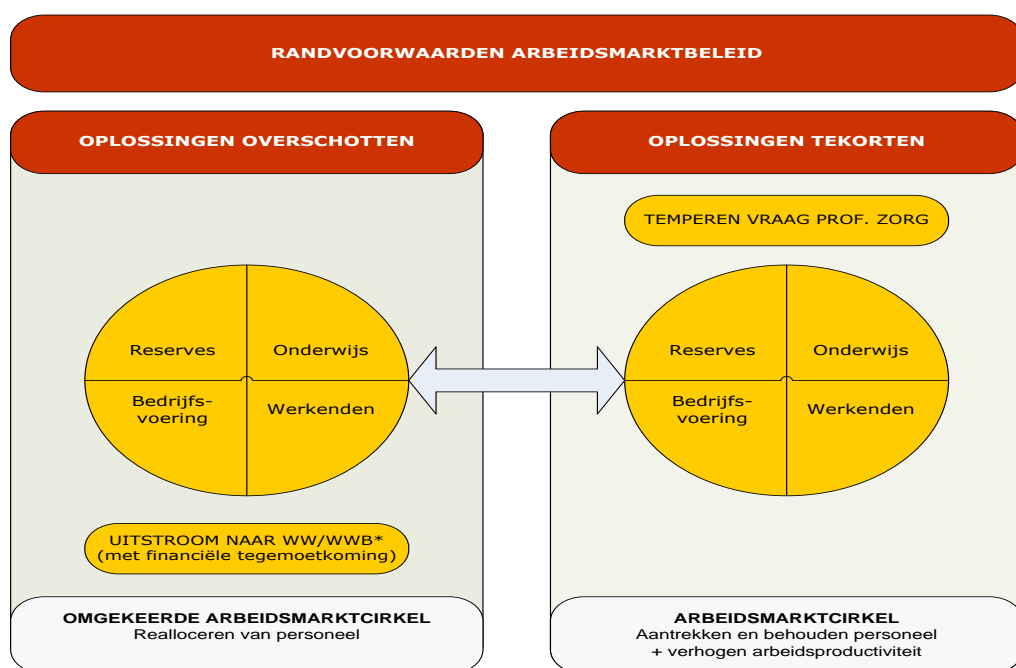 RANDVOORWAARDEN ARBEIDSMARKTBELEID
OPLOSSINGEN OVERSCHOTTEN
Reserves
Onderwijs
Bedrijfs-
voering
Werkenden
UITSTROOM NAAR WW/WWB*
(met financiële tegemoetkoming)
OMGEKEERDE ARBEIDSMARKTCIRKEL
Realloceren van personeel
OPLOSSINGEN TEKORTEN
TEMPEREN VRAAG PROF. ZORG
Reserves
Onderwijs
Bedrijfs-
voering
Werkenden
ARBEIDSMARKTCIRKEL
Aantrekken en behouden personeel
+ verhogen arbeidsproductiviteit